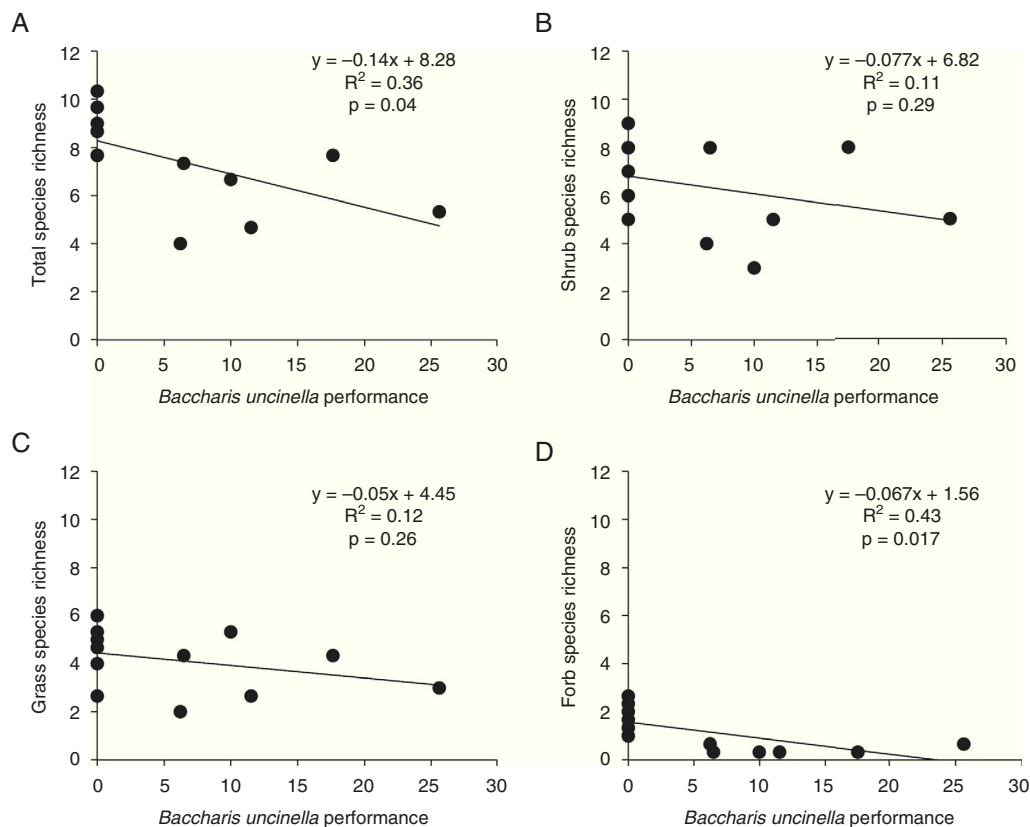 A
12
10
8
6
4
2
0
Total species richness
y = –0.14x + 8.28
R² = 0.36
p = 0.04
0 5 10 15 20 25 30
Baccharis uncinella performance
B
12
10
8
6
4
2
0
Shrub species richness
y = –0.077x + 6.82
R² = 0.11
p = 0.29
0 5 10 15 20 25 30
Baccharis uncinella performance
C
12
10
8
6
4
2
0
Grass species richness
y = –0.05x + 4.45
R² = 0.12
p = 0.26
0 5 10 15 20 25 30
Baccharis uncinella performance
D
12
10
8
6
4
2
0
Forb species richness
y = –0.067x + 1.56
R² = 0.43
p = 0.017
0 5 10 15 20 25 30
Baccharis uncinella performance